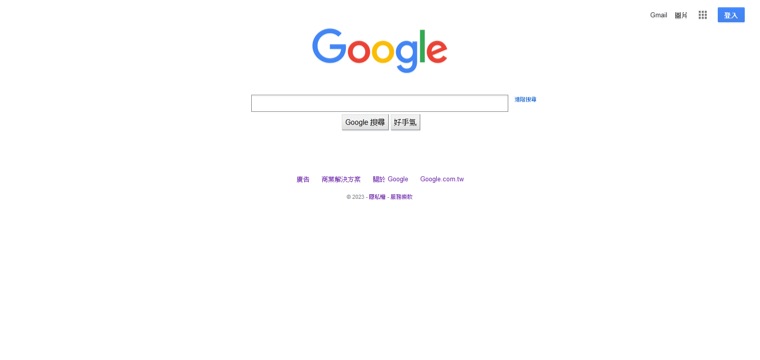 Gmail 圖片 登入
Google
進階搜尋
Google 搜尋 好手氣
廣告 商業解決方案 關於 Google Google.com.tw
© 2025 - 隱私權 - 服務條款